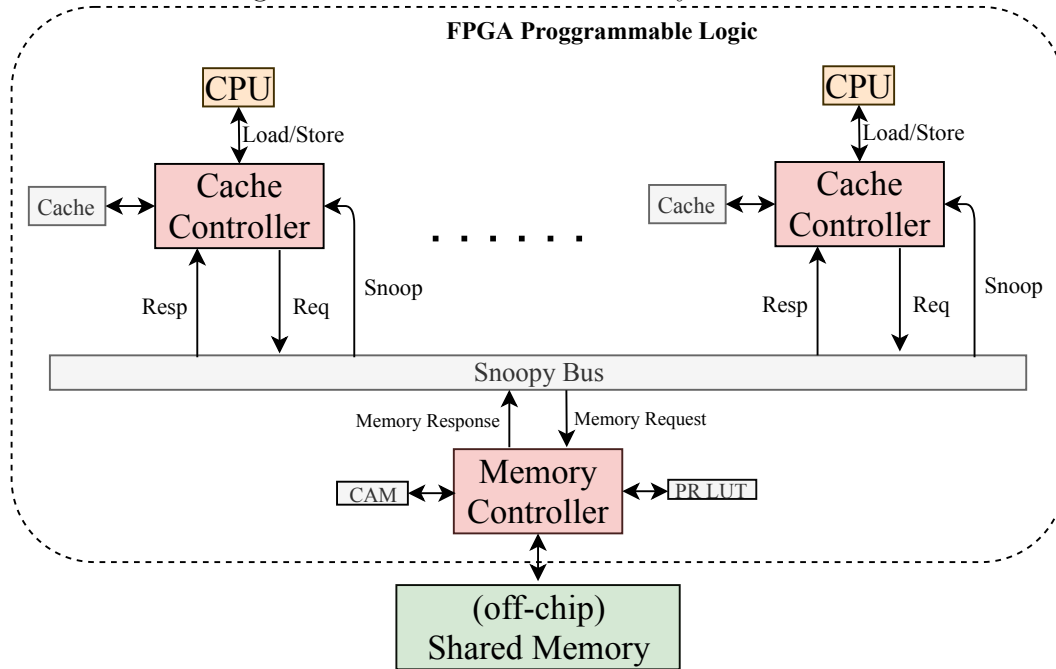 FPGA Proggrammable Logic
CPU
CPU
Load/Store
Load/Store
Cache
Cache
Controller
Cache
Cache
Controller
. . . . . .
Resp
Req
Snoop
Resp
Req
Snoop
Snoopy Bus
Memory Response
Memory Request
CAM
Memory
Controller
PR LUT
(off-chip)
Shared Memory